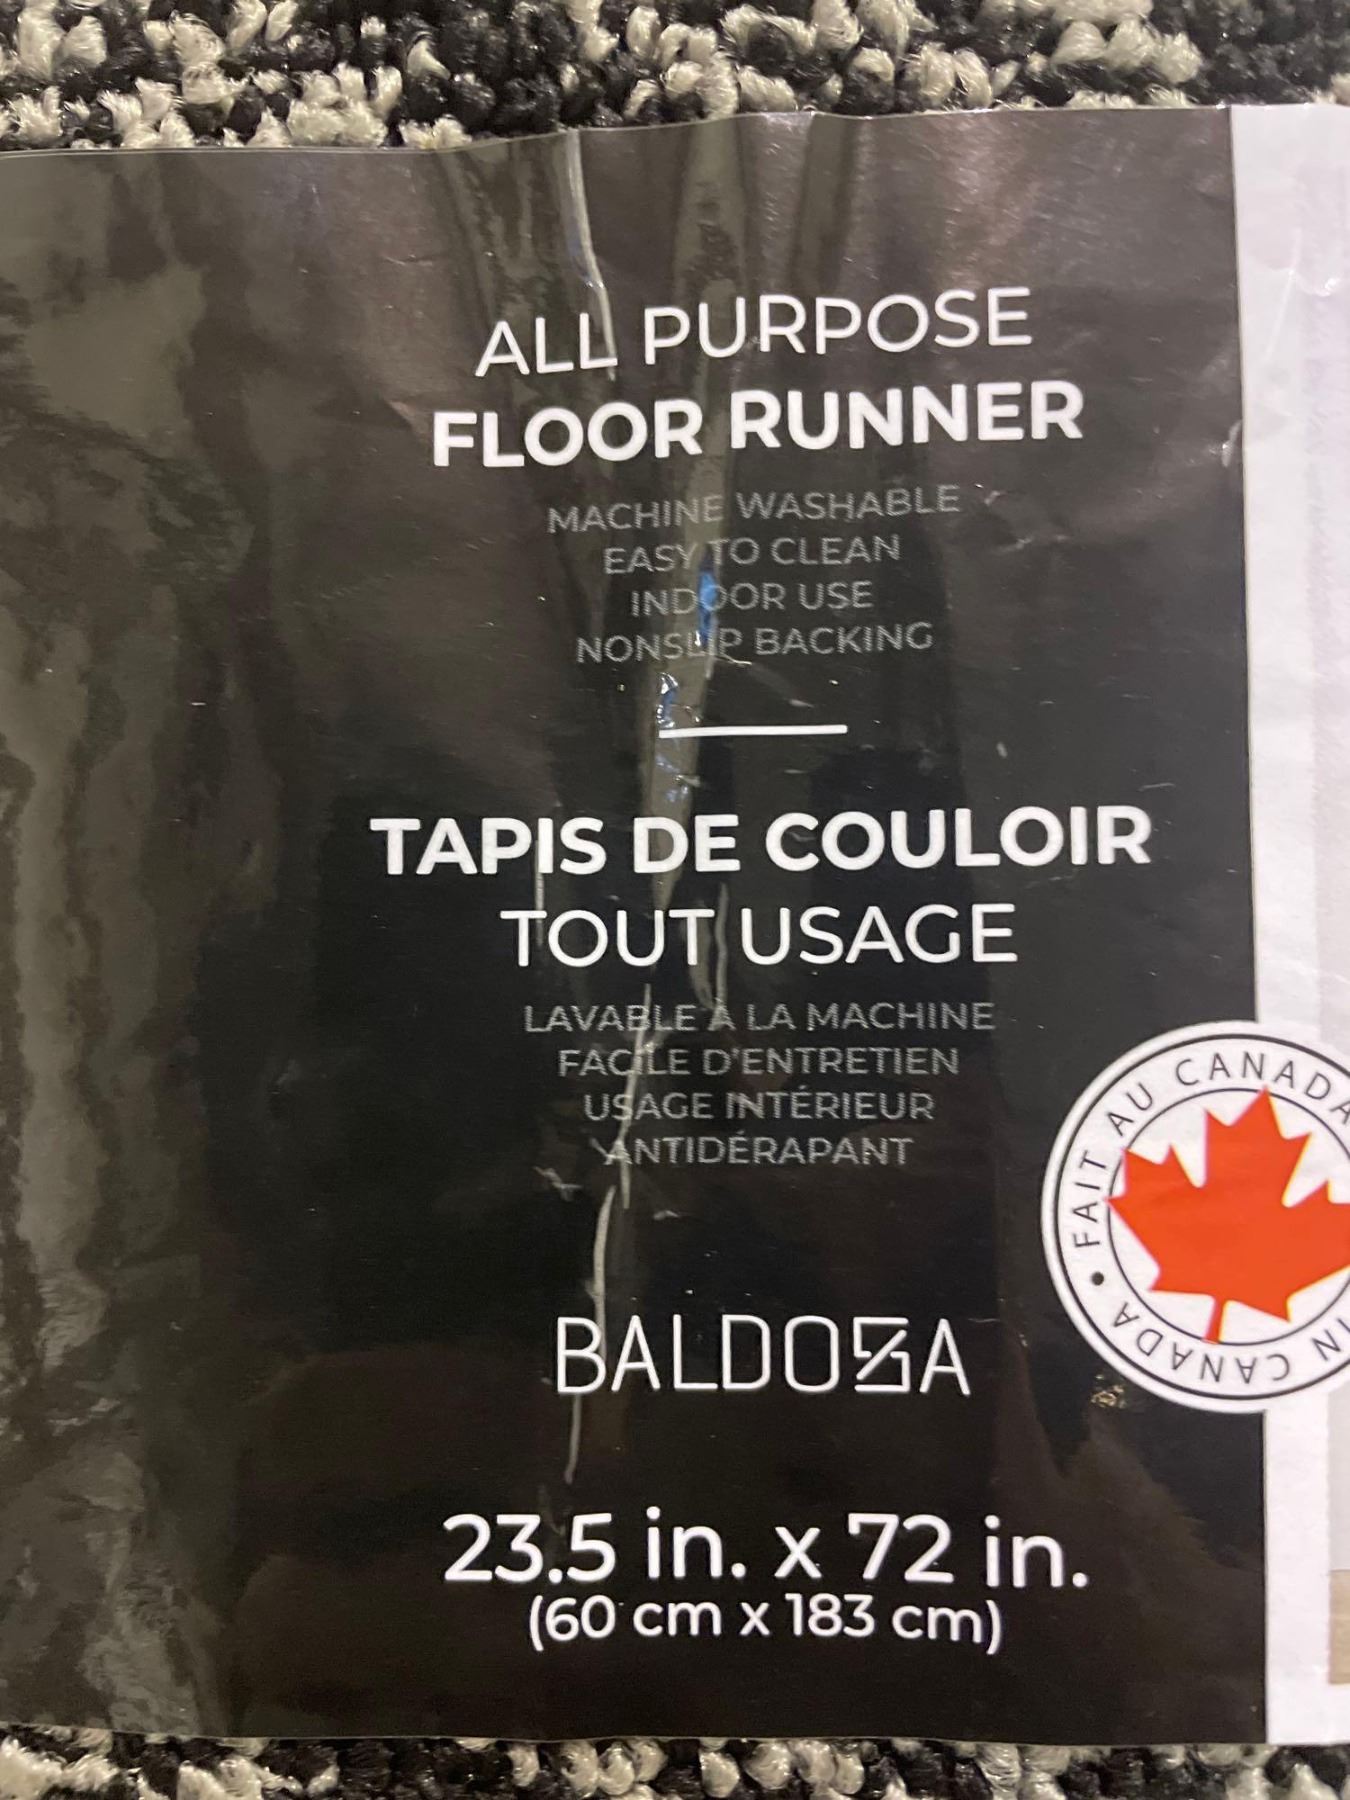 ALL PURPOSE
FLOOR RUNNER
MACHINE WASHABLE
EASY TO CLEAN
INDOOR USE
NONSLIP BACKING
TAPIS DE COULOIR
TOUT USAGE
LAVABLE À LA MACHINE
FACILE D'ENTRETIEN
USAGE INTÉRIEUR
ANTIDÉRAPANT
FAIT AU CANADA
IN CANADA
BALDOSA
23.5 in. x 72 in.
(60 cm x 183 cm)